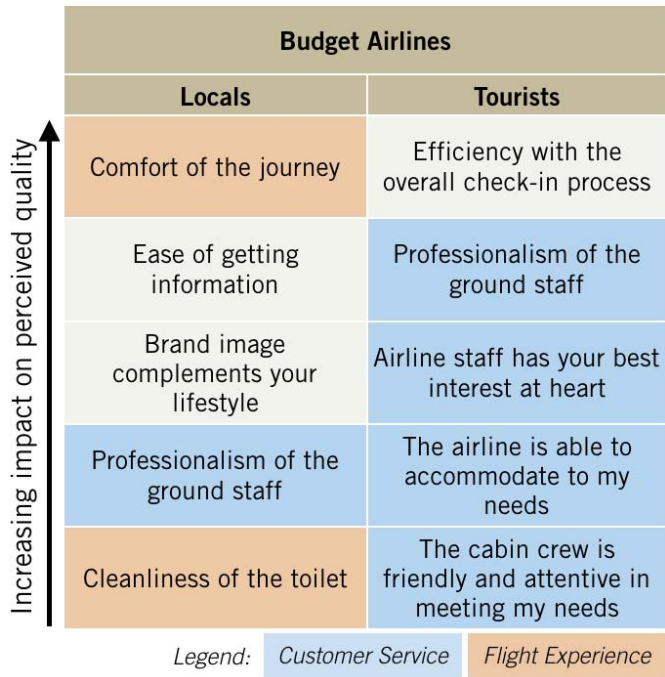 Budget Airlines
Locals
Tourists
Increasing impact on perceived quality
Comfort of the journey
Efficiency with the
overall check-in process
Ease of getting
information
Professionalism of the
ground staff
Brand image
complements your
lifestyle
Airline staff has your best
interest at heart
Professionalism of the
ground staff
The airline is able to
accommodate to my
needs
Cleanliness of the toilet
The cabin crew is
friendly and attentive in
meeting my needs
Legend: Customer Service Flight Experience